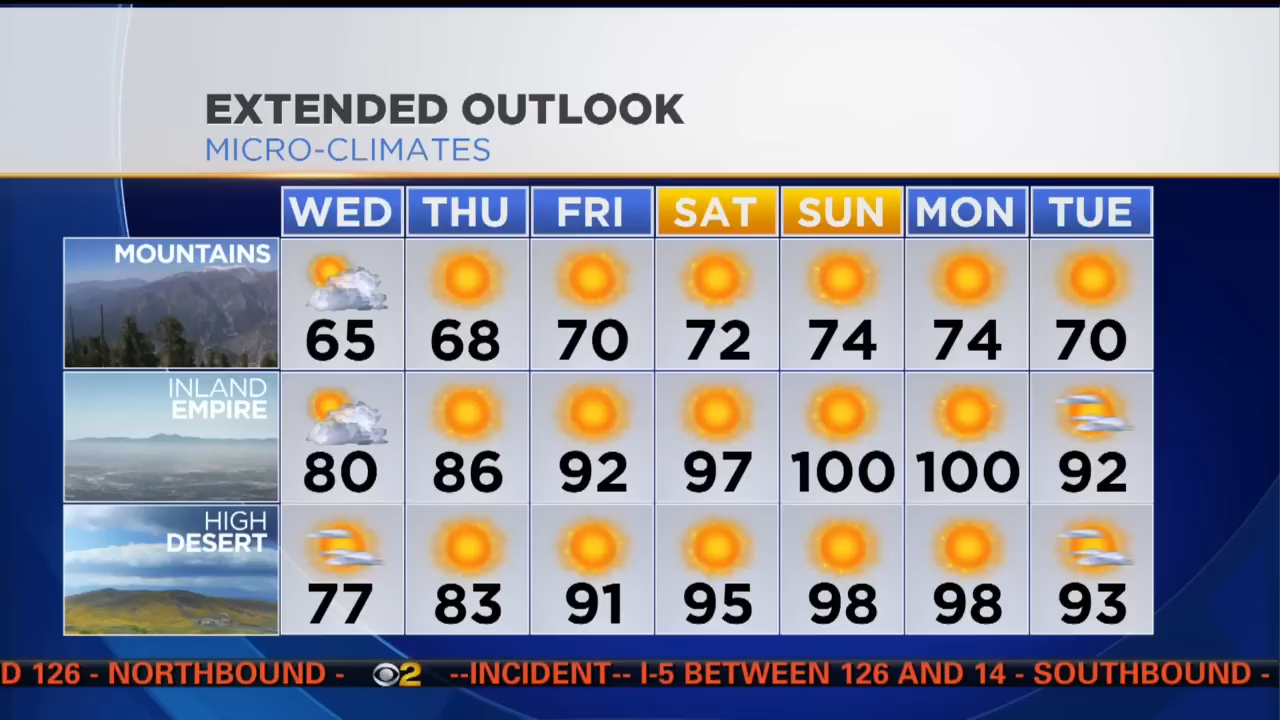 EXTENDED OUTLOOK
MICRO-CLIMATES
WED THU FRI SAT SUN MON TUE
MOUNTAINS
65 68 70 72 74 74 70
INLAND
EMPIRE
80 86 92 97 100 100 92
HIGH
DESERT
77 83 91 95 98 98 93
D 126 - NORTHBOUND - 2 --INCIDENT-- I-5 BETWEEN 126 AND 14 - SOUTHBOUND -